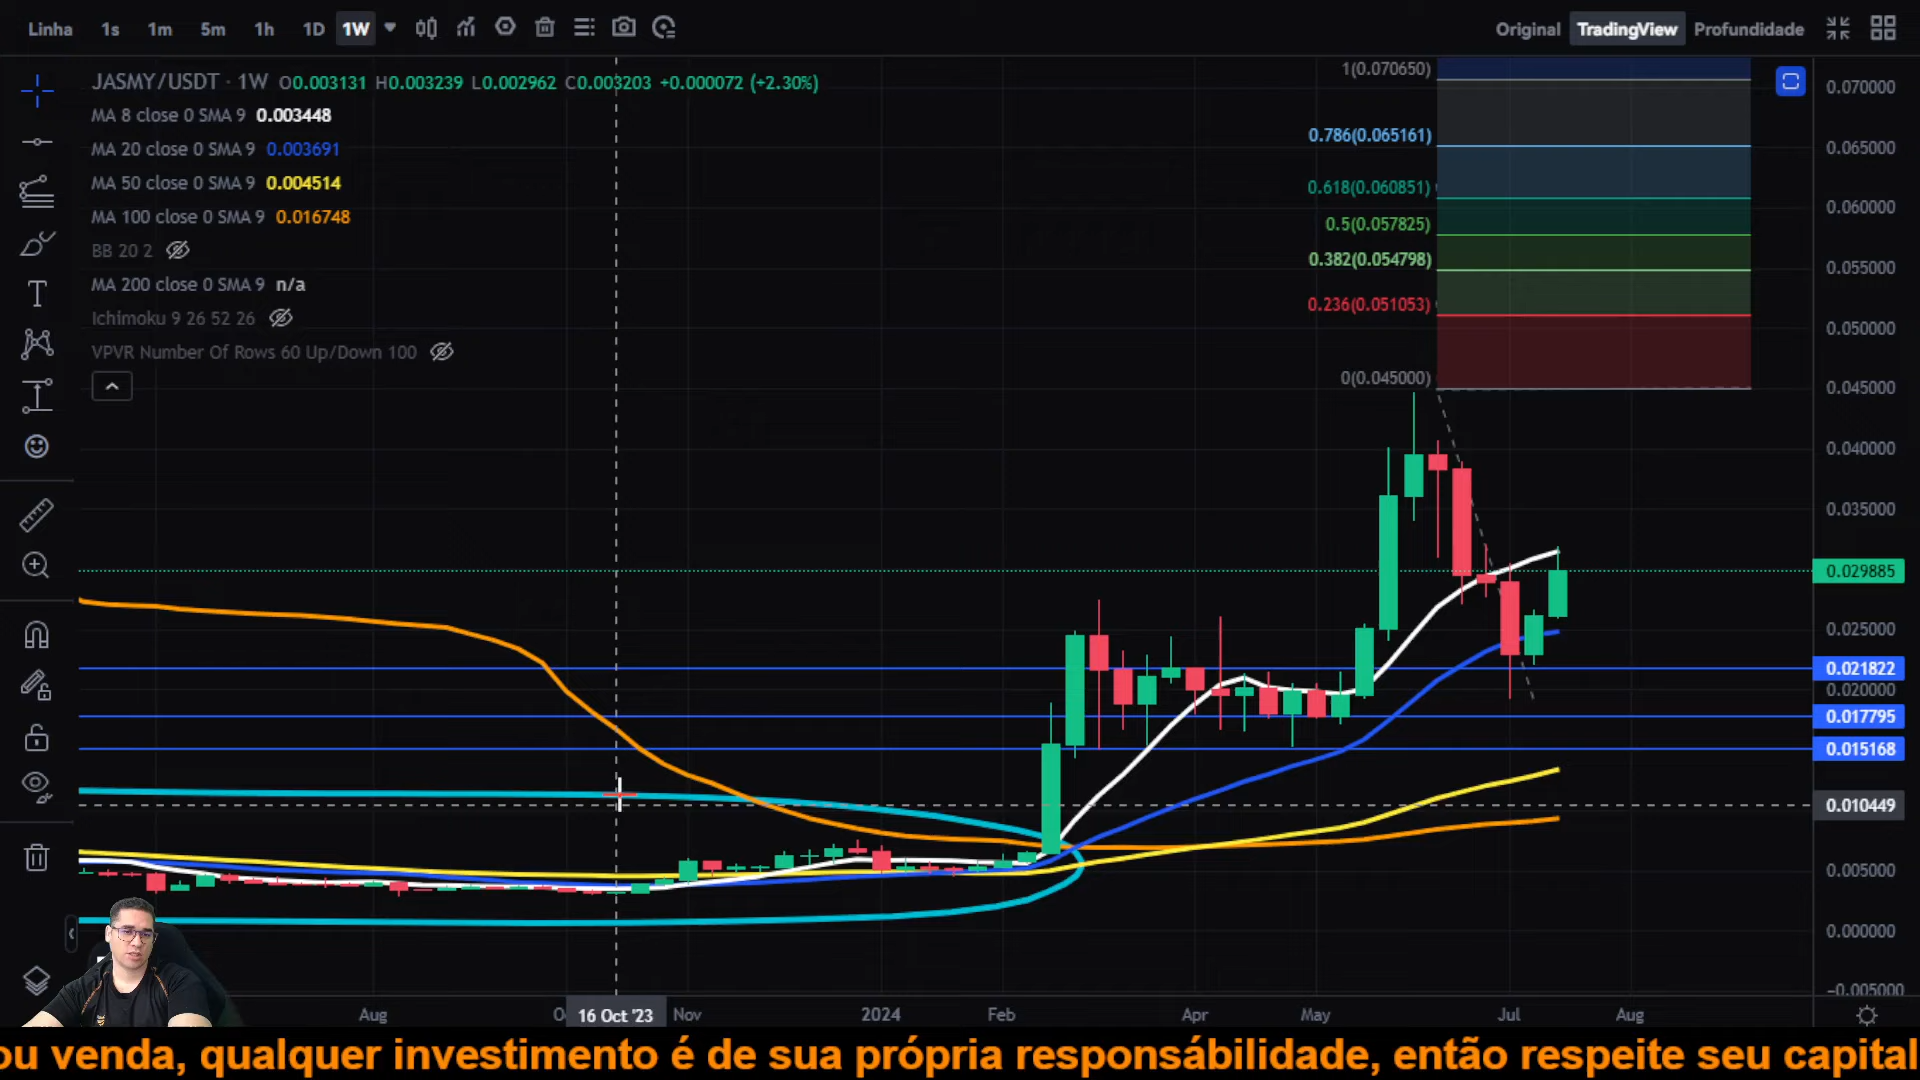 Linha 1s 1m 5m 1h 1D 1W Original TradingView Profundidade
JASMY/USDT · 1W O0.003131 H0.003239 L0.002962 C0.003203 +0.000072 (+2.30%)
MA 8 close 0 SMA 9 0.003448
MA 20 close 0 SMA 9 0.003691
MA 50 close 0 SMA 9 0.004514
MA 100 close 0 SMA 9 0.016748
BB 20 2
MA 200 close 0 SMA 9 n/a
Ichimoku 9 26 52 26
VPVR Number Of Rows 60 Up/Down 100
1(0.070650)
0.786(0.065161)
0.618(0.060851)
0.5(0.057825)
0.382(0.054798)
0.236(0.051053)
0(0.045000)
0.070000
0.065000
0.060000
0.055000
0.050000
0.045000
0.040000
0.035000
0.029885
0.025000
0.021822
0.020000
0.017795
0.015168
0.010449
0.005000
0.000000
−0.005000
Aug 16 Oct '23 Nov 2024 Feb Apr May Jul Aug
ou venda, qualquer investimento é de sua própria responsábilidade, então respeite seu capital